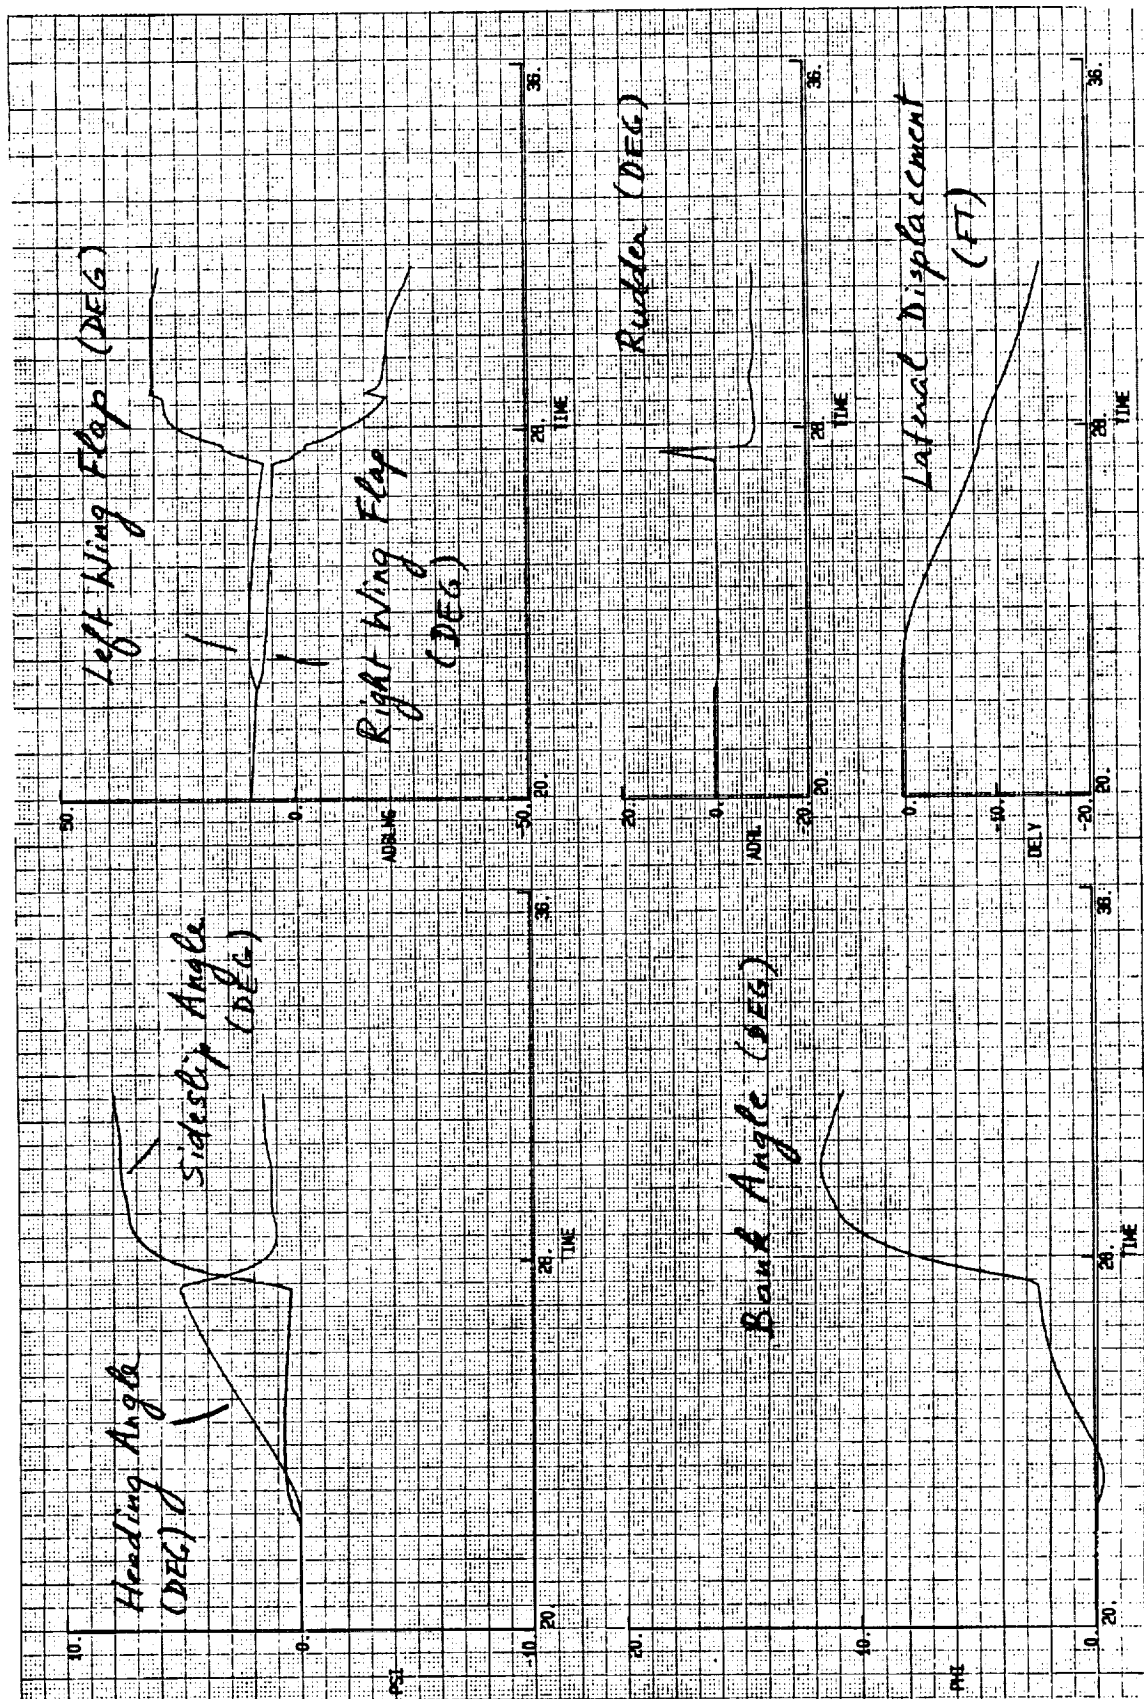 Heading Angle
(DEG)
Sideslip Angle
(DEG)
10.
0.
-10.
PSI
20.
28.
36.
TIME
Bank Angle (DEG)
20.
10.
0.
PHI
20.
28.
36.
TIME
Left Wing Flap (DEG)
Right Wing Flap
(DEG)
50.
0.
-50.
20.
28.
36.
TIME
Rudder (DEG)
20.
0.
-20.
20.
28.
36.
TIME
Lateral Displacement
(FT)
0.
-10.
-20.
DELY
20.
28.
36.
TIME